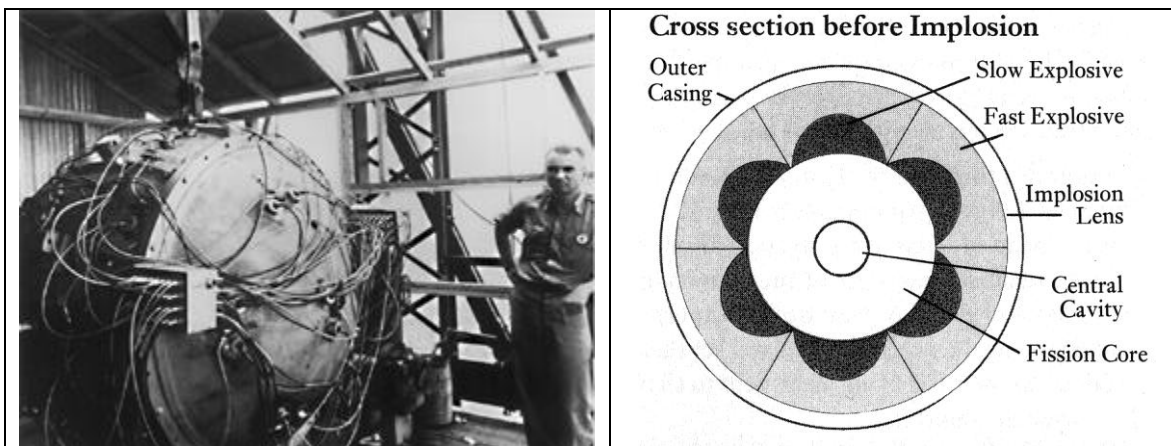 Cross section before Implosion
Outer
Casing
Slow Explosive
Fast Explosive
Implosion
Lens
Central
Cavity
Fission Core